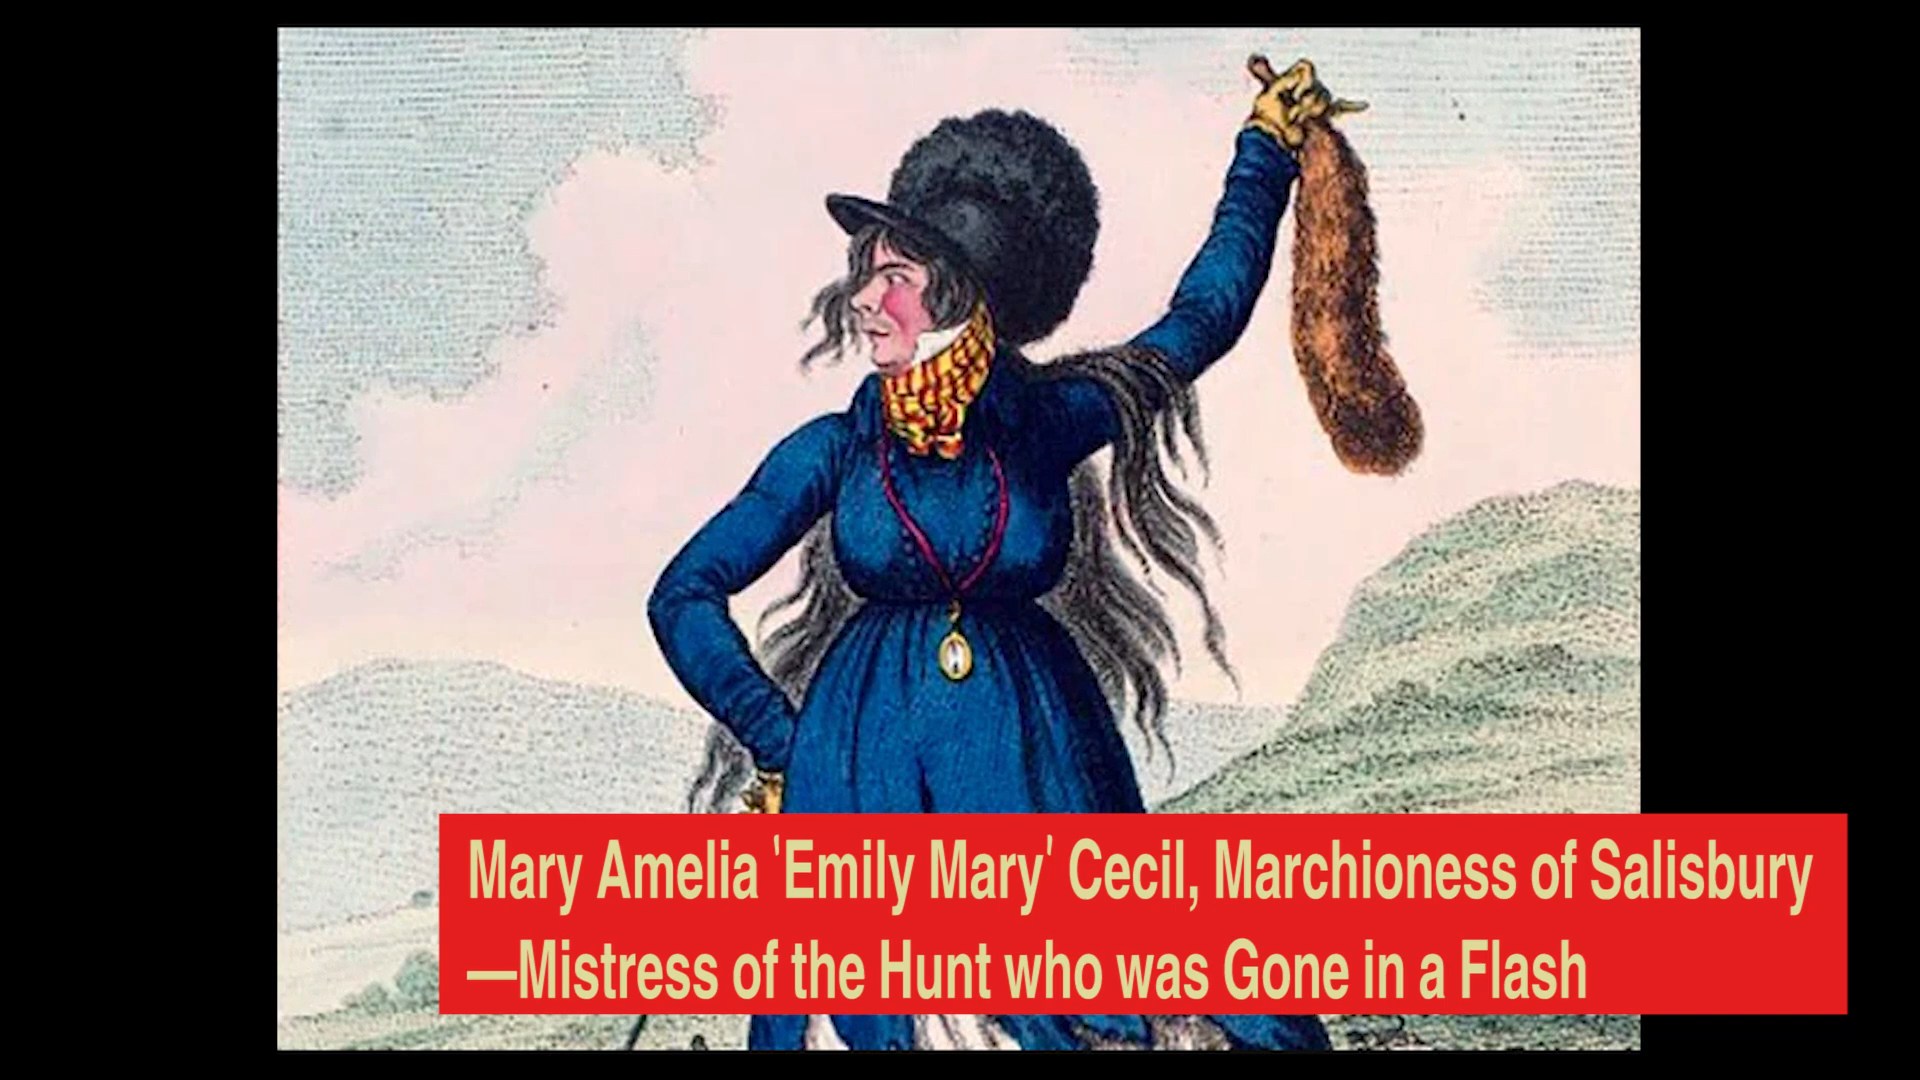 Mary Amelia 'Emily Mary' Cecil, Marchioness of Salisbury
—Mistress of the Hunt who was Gone in a Flash